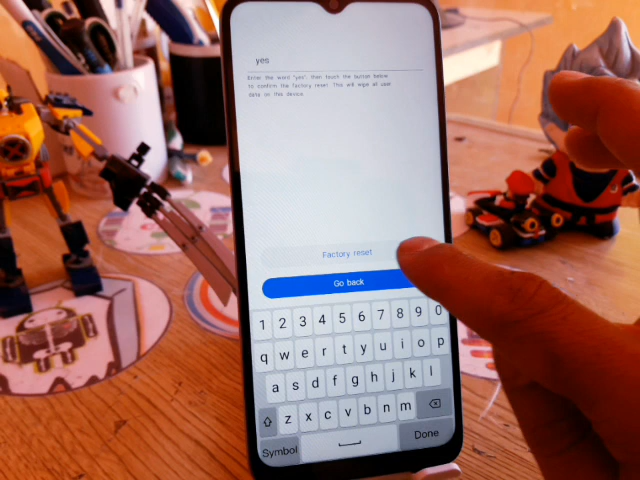 yes
Enter the word "yes", then touch the button below
to confirm the factory reset. This will wipe all user
data on this device.
Factory reset
Go back
1 2 3 4 5 6 7 8 9 0
q w e r t y u i o p
a s d f g h j k l
z x c v b n m
Symbol Done